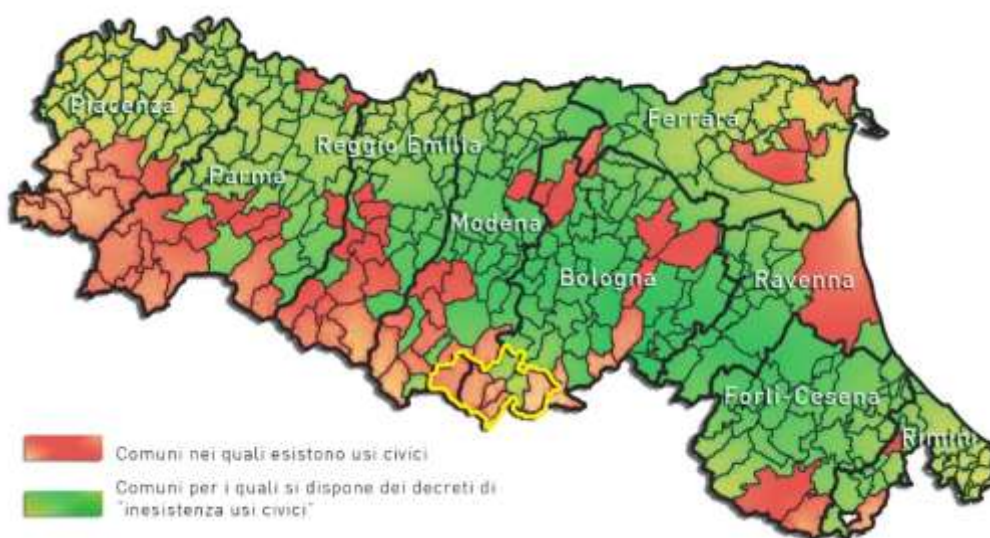 Piacenza
Ferrara
Reggio Emilia
Parma
Modena
Bologna
Ravenna
Forlì-Cesena
Rimini
Comuni nei quali esistono usi civici
Comuni per i quali si dispone dei decreti di
"inesistenza usi civici"